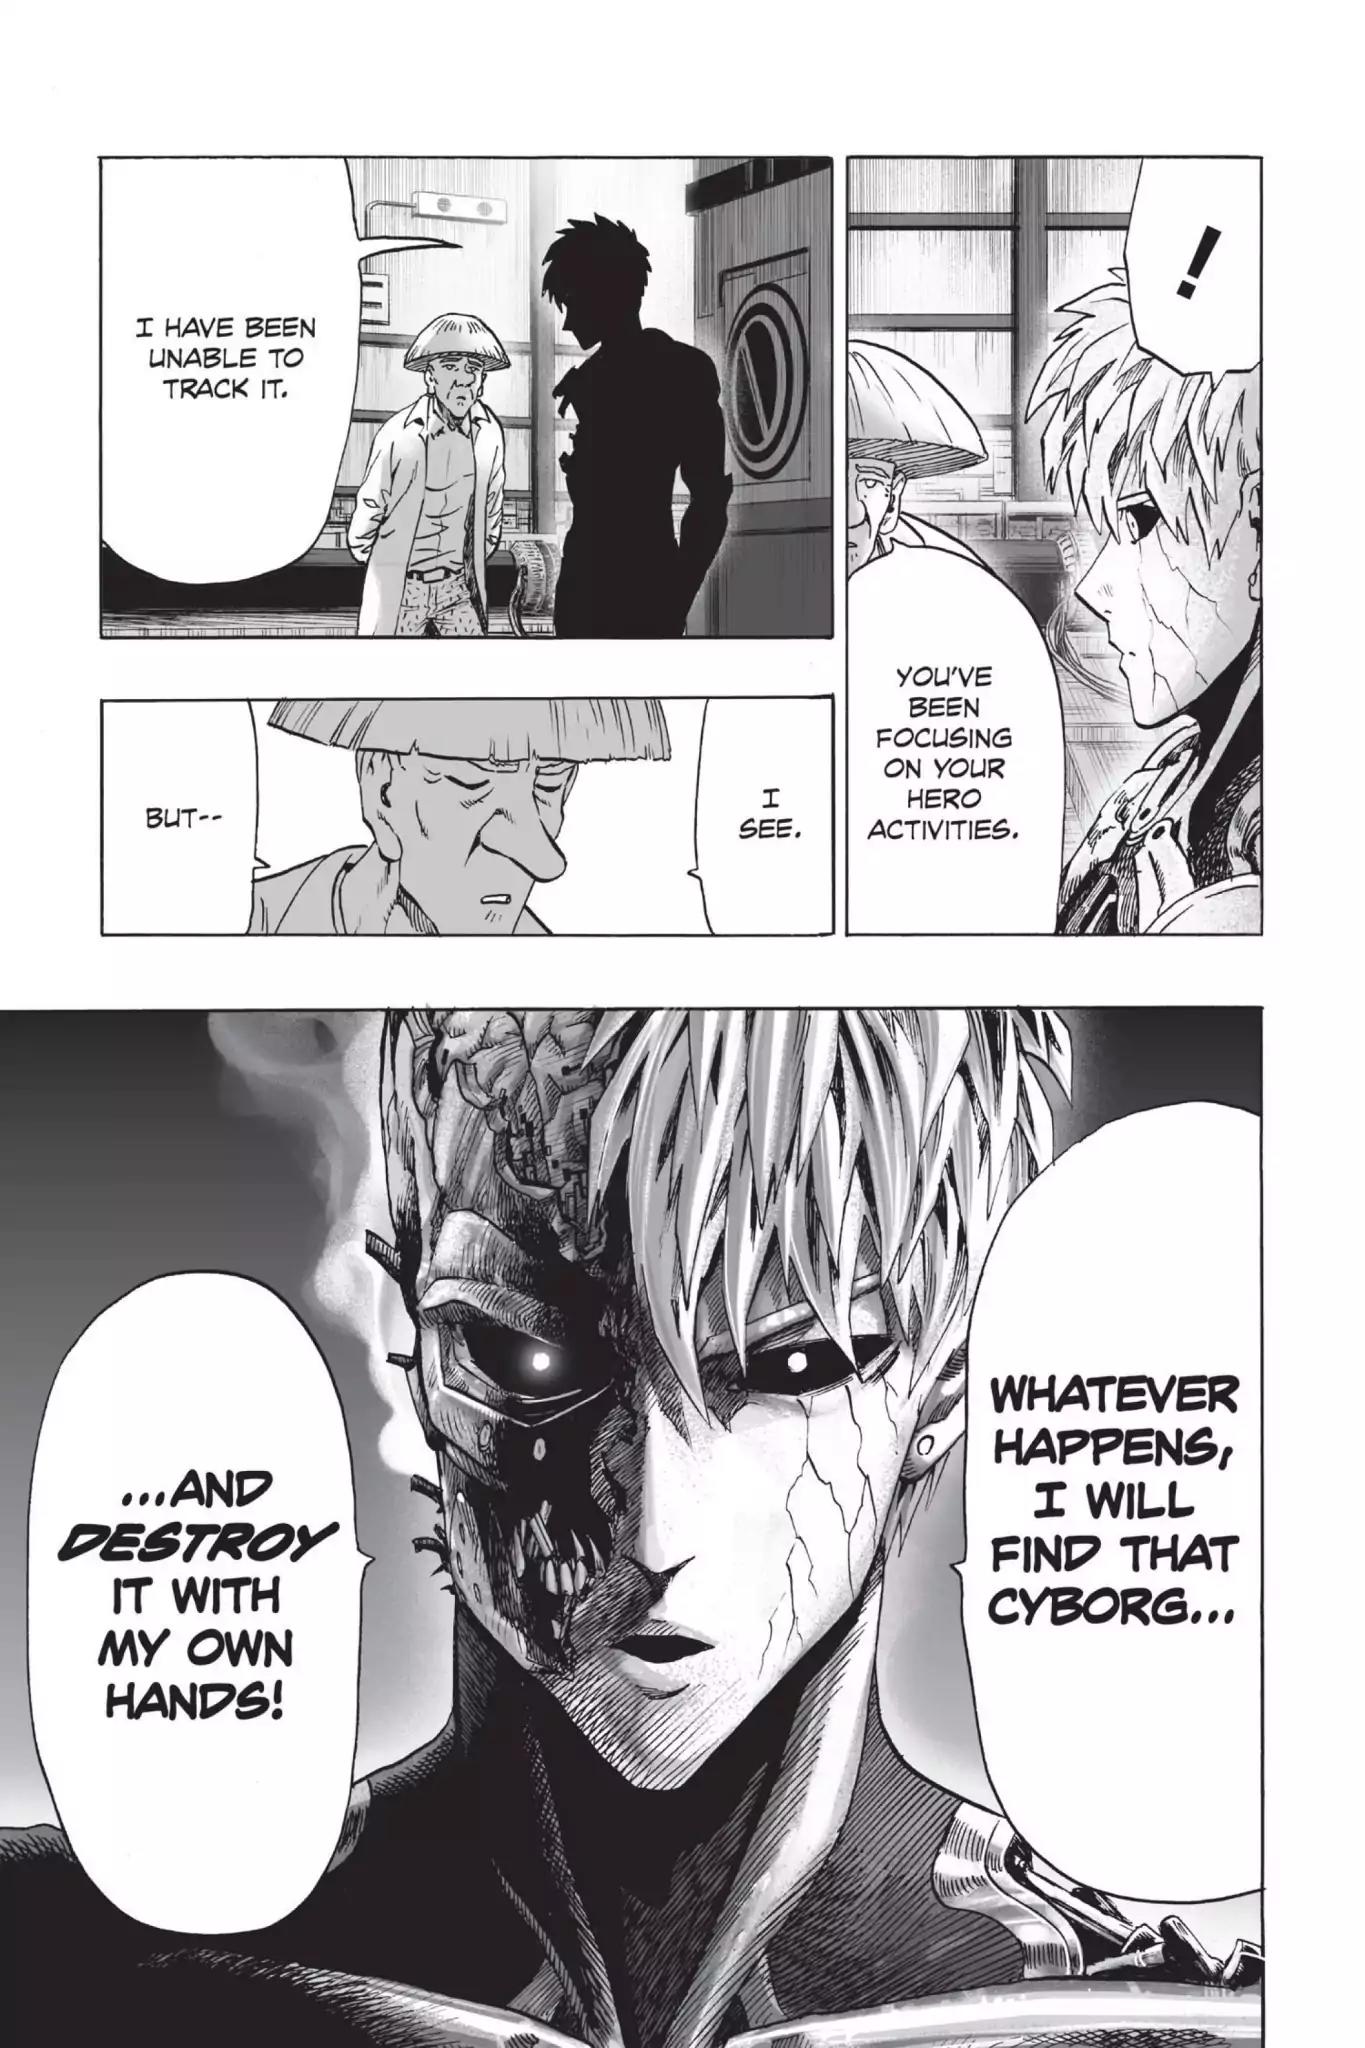 !
YOU'VE
BEEN
FOCUSING
ON YOUR
HERO
ACTIVITIES.
I HAVE BEEN
UNABLE TO
TRACK IT.
I
SEE.
BUT--
WHATEVER
HAPPENS,
I WILL
FIND THAT
CYBORG...
...AND
DESTROY
IT WITH
MY OWN
HANDS!